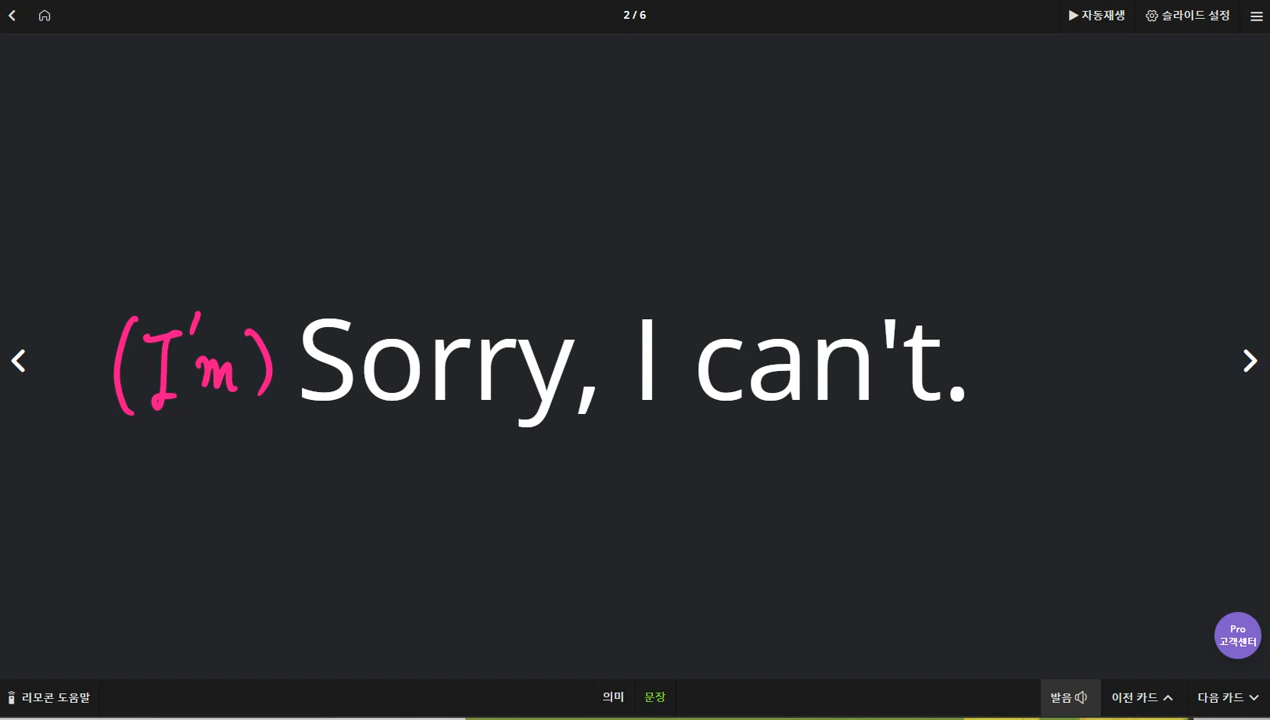 2 / 6
자동재생
슬라이드 설정
(I'm) Sorry, I can't.
Pro
고객센터
리모콘 도움말
의미
문장
발음
이전 카드
다음 카드